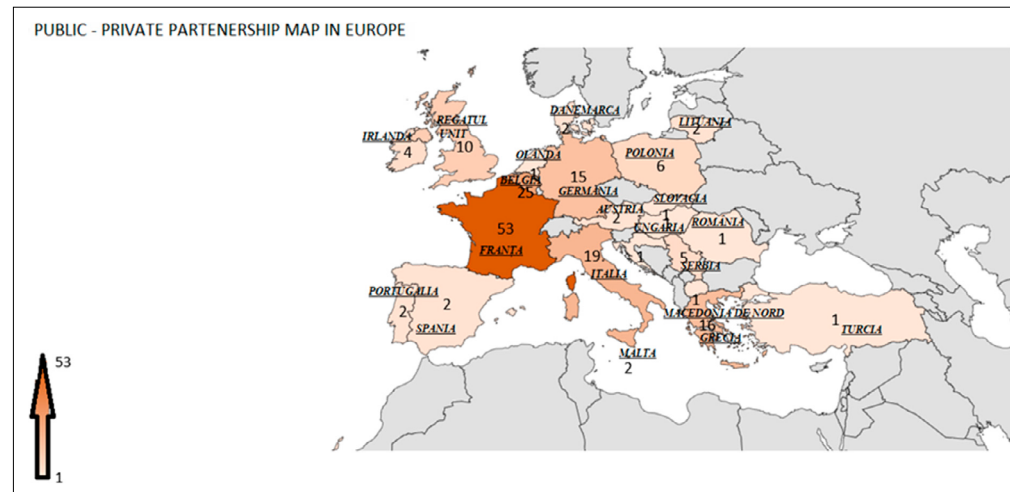 PUBLIC - PRIVATE PARTENERSHIP MAP IN EUROPE
DANEMARCA
2
LITUANIA
2
REGATUL
UNIT
10
IRLANDA
4
OLANDA
1
POLONIA
6
BELGIA
25
15
GERMANIA
SLOVACIA
1
AUSTRIA
2
UNGARIA
ROMANIA
1
53
FRANTA
19
ITALIA
1
5
SERBIA
PORTUGALIA
2
2
SPANIA
1
MACEDONIA DE NORD
16
GRECIA
1
TURCIA
MALTA
2
53
1